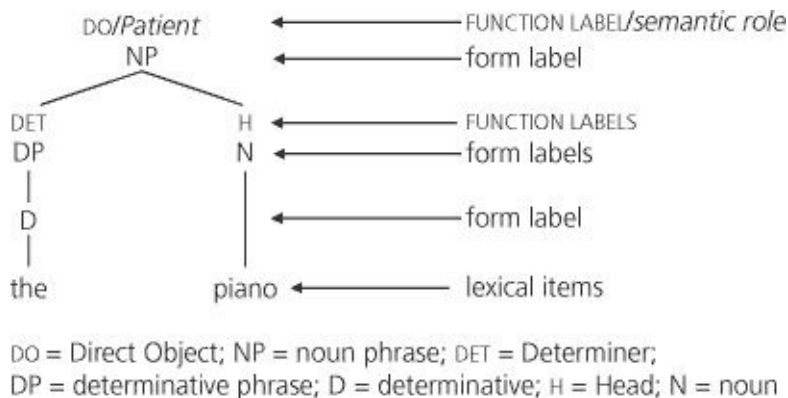 DO/Patient FUNCTION LABEL/semantic role
NP form label
DET H FUNCTION LABELS
DP N form labels
D form label
the piano lexical items
DO = Direct Object; NP = noun phrase; DET = Determiner;
DP = determinative phrase; D = determinative; H = Head; N = noun